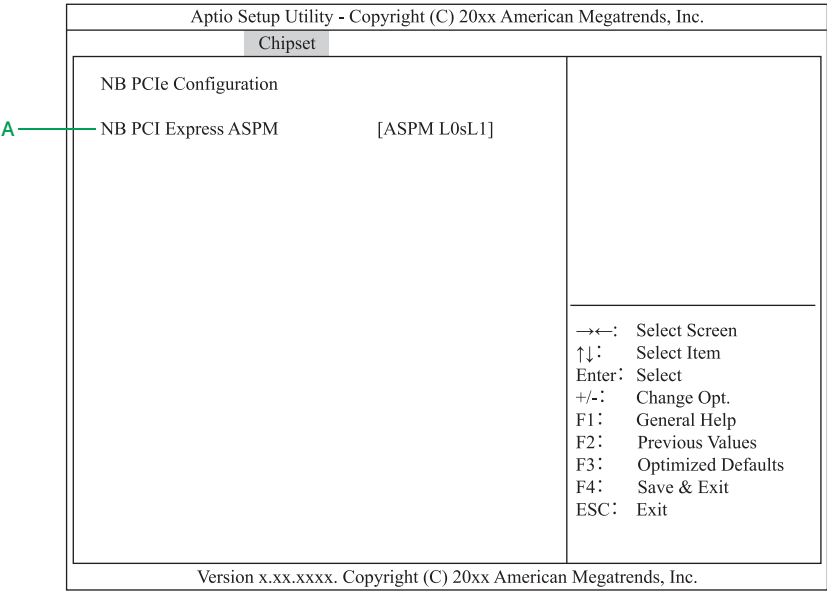 Aptio Setup Utility - Copyright (C) 20xx American Megatrends, Inc.
Chipset
NB PCIe Configuration
A
NB PCI Express ASPM [ASPM L0sL1]
→←: Select Screen
↑↓: Select Item
Enter: Select
+/-: Change Opt.
F1: General Help
F2: Previous Values
F3: Optimized Defaults
F4: Save & Exit
ESC: Exit
Version x.xx.xxxx. Copyright (C) 20xx American Megatrends, Inc.